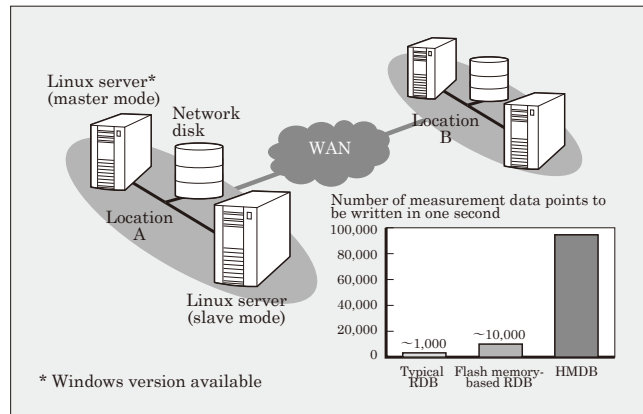 Linux server*
(master mode)
Network
disk
Location
A
Linux server
(slave mode)
WAN
Location
B
Number of measurement data points to
be written in one second
100,000
80,000
60,000
40,000
20,000
0
~1,000
~10,000
Typical
RDB
Flash memory-
based RDB
HMDB
* Windows version available